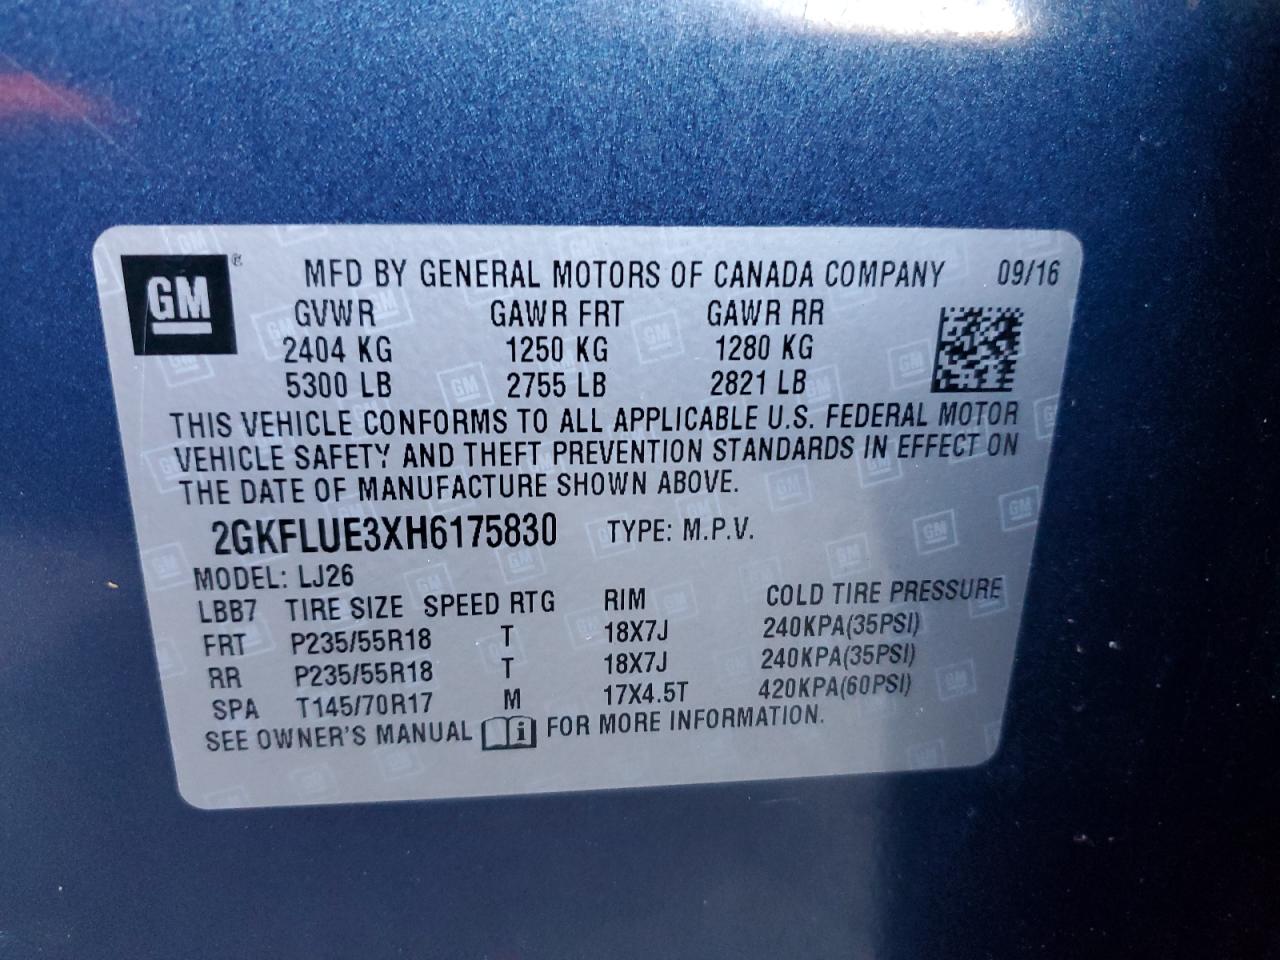 GM® MFD BY GENERAL MOTORS OF CANADA COMPANY 09/16
GVWR GAWR FRT GAWR RR
2404 KG 1250 KG 1280 KG
5300 LB 2755 LB 2821 LB
THIS VEHICLE CONFORMS TO ALL APPLICABLE U.S. FEDERAL MOTOR
VEHICLE SAFETY AND THEFT PREVENTION STANDARDS IN EFFECT ON
THE DATE OF MANUFACTURE SHOWN ABOVE.
2GKFLUE3XH6175830 TYPE: M.P.V.
MODEL: LJ26
LBB7 TIRE SIZE SPEED RTG RIM COLD TIRE PRESSURE
FRT P235/55R18 T 18X7J 240KPA(35PSI)
RR P235/55R18 T 18X7J 240KPA(35PSI)
SPA T145/70R17 M 17X4.5T 420KPA(60PSI)
SEE OWNER'S MANUAL i FOR MORE INFORMATION.